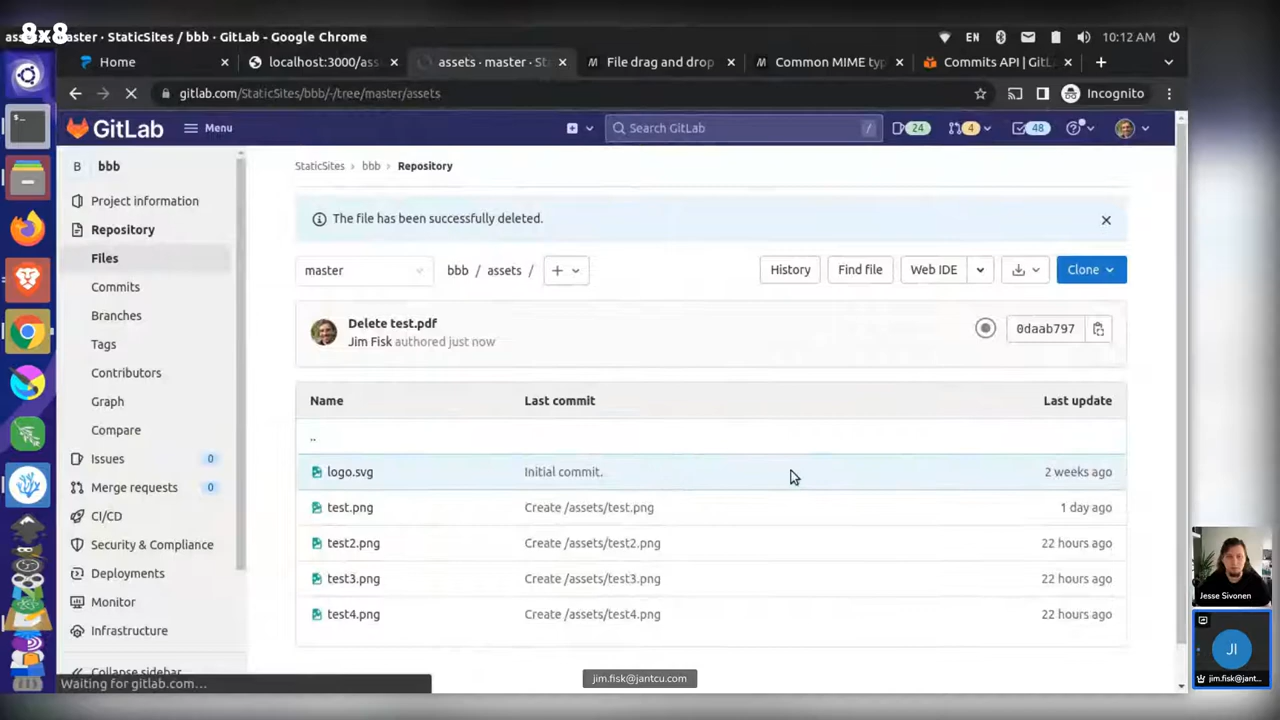 8x8
master · StaticSites / bbb · GitLab - Google Chrome
EN
10:12 AM
Home
localhost:3000/ass
assets · master · St
File drag and drop
Common MIME typ
Commits API | GitL
gitlab.com/StaticSites/bbb/-/tree/master/assets
Incognito
GitLab
Menu
Search GitLab
/
24
4
48
B bbb
Project information
Repository
Files
Commits
Branches
Tags
Contributors
Graph
Compare
Issues 0
Merge requests 0
CI/CD
Security & Compliance
Deployments
Monitor
Infrastructure
Collapse sidebar
StaticSites > bbb > Repository
The file has been successfully deleted.
master
bbb / assets /
+
History
Find file
Web IDE
Clone
Delete test.pdf
Jim Fisk authored just now
0daab797
Name Last commit Last update
..
logo.svg Initial commit. 2 weeks ago
test.png Create /assets/test.png 1 day ago
test2.png Create /assets/test2.png 22 hours ago
test3.png Create /assets/test3.png 22 hours ago
test4.png Create /assets/test4.png 22 hours ago
Waiting for gitlab.com...
jim.fisk@jantcu.com
Jesse Sivonen
JI
jim.fisk@jant...